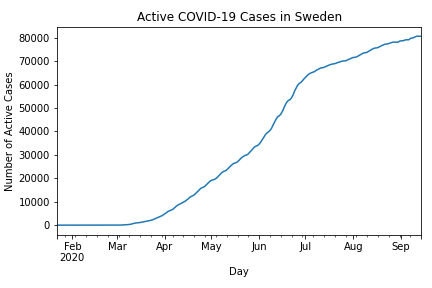 Active COVID-19 Cases in Sweden
Number of Active Cases
80000
70000
60000
50000
40000
30000
20000
10000
0
Feb Mar Apr May Jun Jul Aug Sep
2020
Day